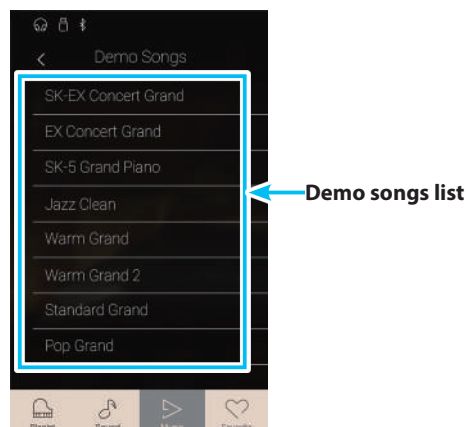 Demo Songs
SK-EX Concert Grand
EX Concert Grand
SK-5 Grand Piano
Jazz Clean
Demo songs list
Warm Grand
Warm Grand 2
Standard Grand
Pop Grand